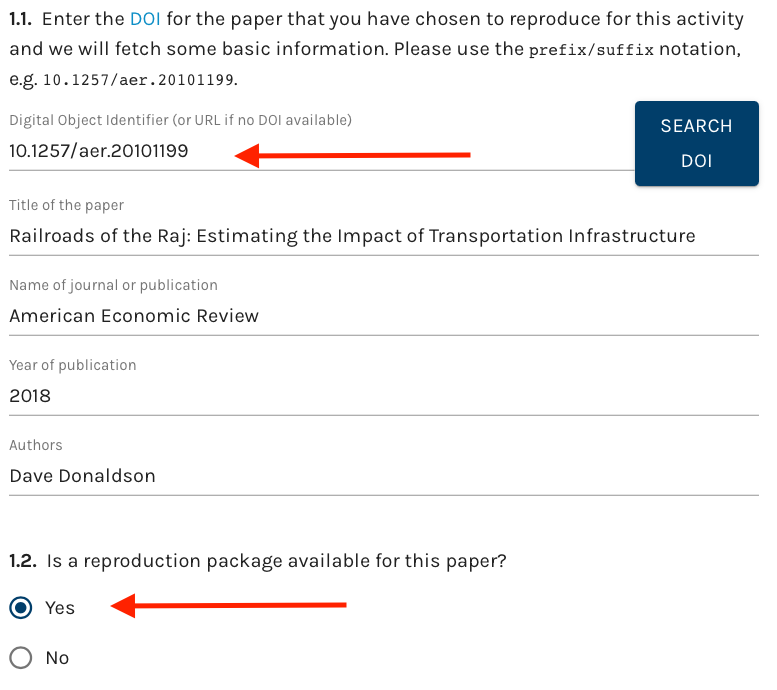 1.1. Enter the DOI for the paper that you have chosen to reproduce for this activity
and we will fetch some basic information. Please use the prefix/suffix notation,
e.g. 10.1257/aer.20101199.
Digital Object Identifier (or URL if no DOI available)
10.1257/aer.20101199
SEARCH
DOI
Title of the paper
Railroads of the Raj: Estimating the Impact of Transportation Infrastructure
Name of journal or publication
American Economic Review
Year of publication
2018
Authors
Dave Donaldson
1.2. Is a reproduction package available for this paper?
Yes
No